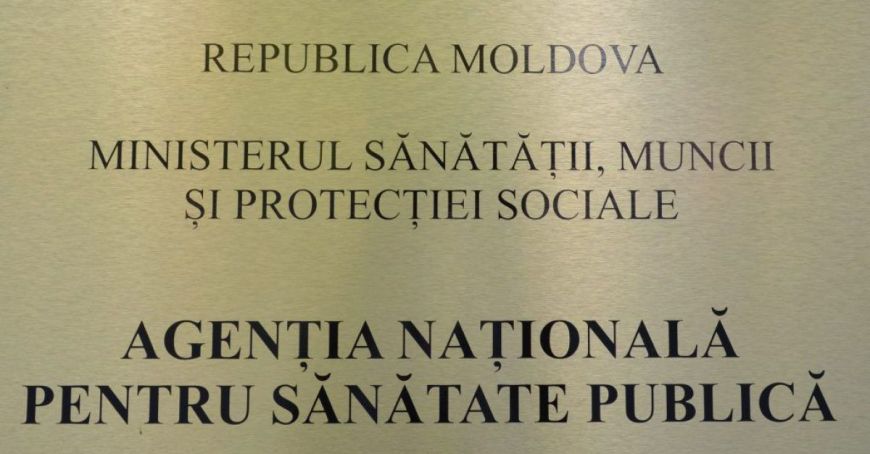 REPUBLICA MOLDOVA
MINISTERUL SĂNĂTĂȚII, MUNCII
ȘI PROTECȚIEI SOCIALE
AGENȚIA NAȚIONALĂ
PENTRU SĂNĂTATE PUBLICĂ